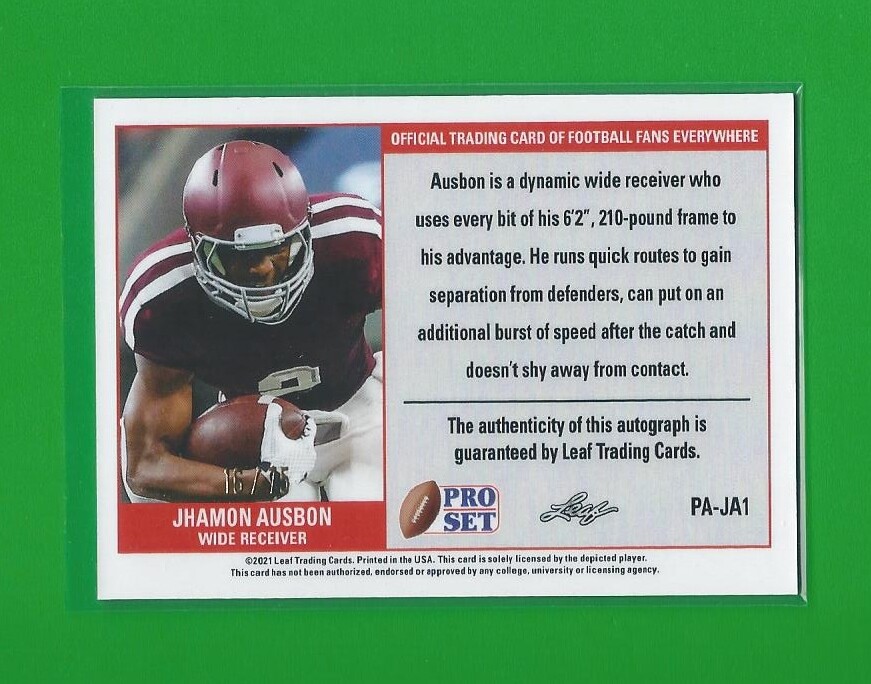 OFFICIAL TRADING CARD OF FOOTBALL FANS EVERYWHERE
Ausbon is a dynamic wide receiver who
uses every bit of his 6'2", 210-pound frame to
his advantage. He runs quick routes to gain
separation from defenders, can put on an
additional burst of speed after the catch and
doesn't shy away from contact.
The authenticity of this autograph is
guaranteed by Leaf Trading Cards.
16/25
JHAMON AUSBON
WIDE RECEIVER
PRO
SET
Leaf
PA-JA1
©2021 Leaf Trading Cards. Printed in the USA. This card is solely licensed by the depicted player.
This card has not been authorized, endorsed or approved by any college, university or licensing agency.